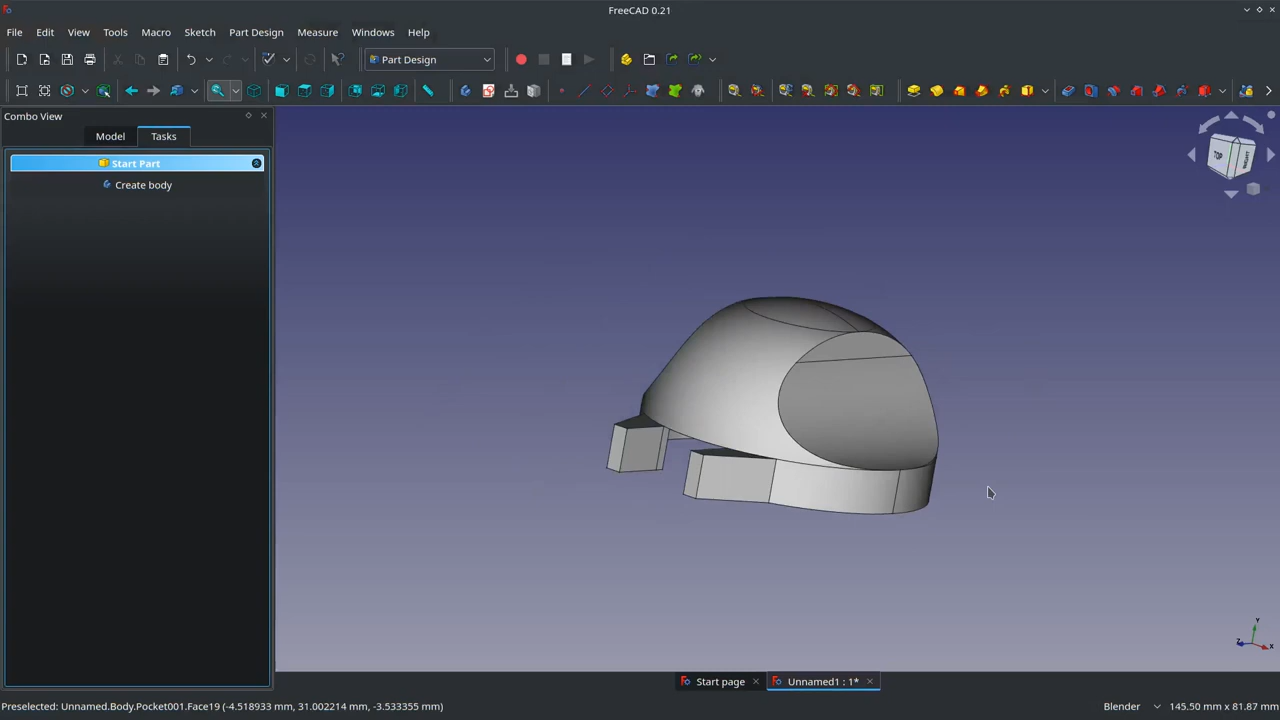 FreeCAD 0.21
File Edit View Tools Macro Sketch Part Design Measure Windows Help
Part Design
Combo View
Model Tasks
Start Part
Create body
TOP RIGHT
Y
Z X
Start page Unnamed1 : 1*
Preselected: Unnamed.Body.Pocket001.Face19 (-4.518933 mm, 31.002214 mm, -3.533355 mm) Blender 145.50 mm x 81.87 mm